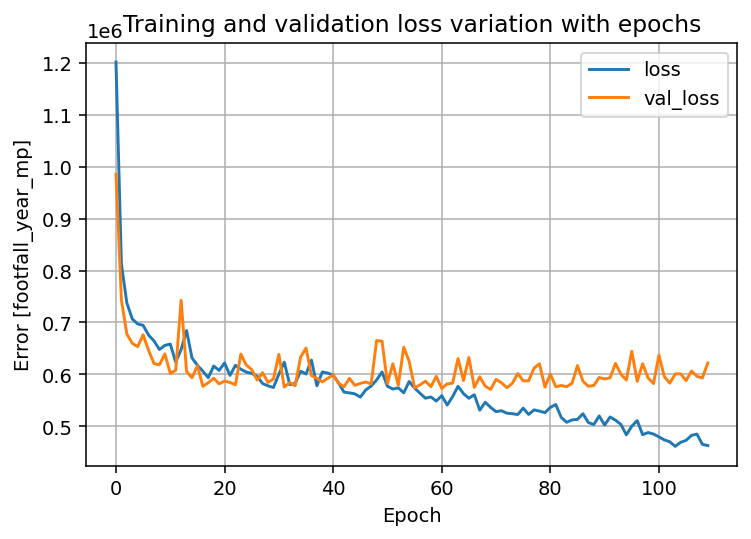 Training and validation loss variation with epochs
1e6
loss
val_loss
1.2
1.1
1.0
0.9
0.8
0.7
0.6
0.5
Error [footfall_year_mp]
0 20 40 60 80 100
Epoch